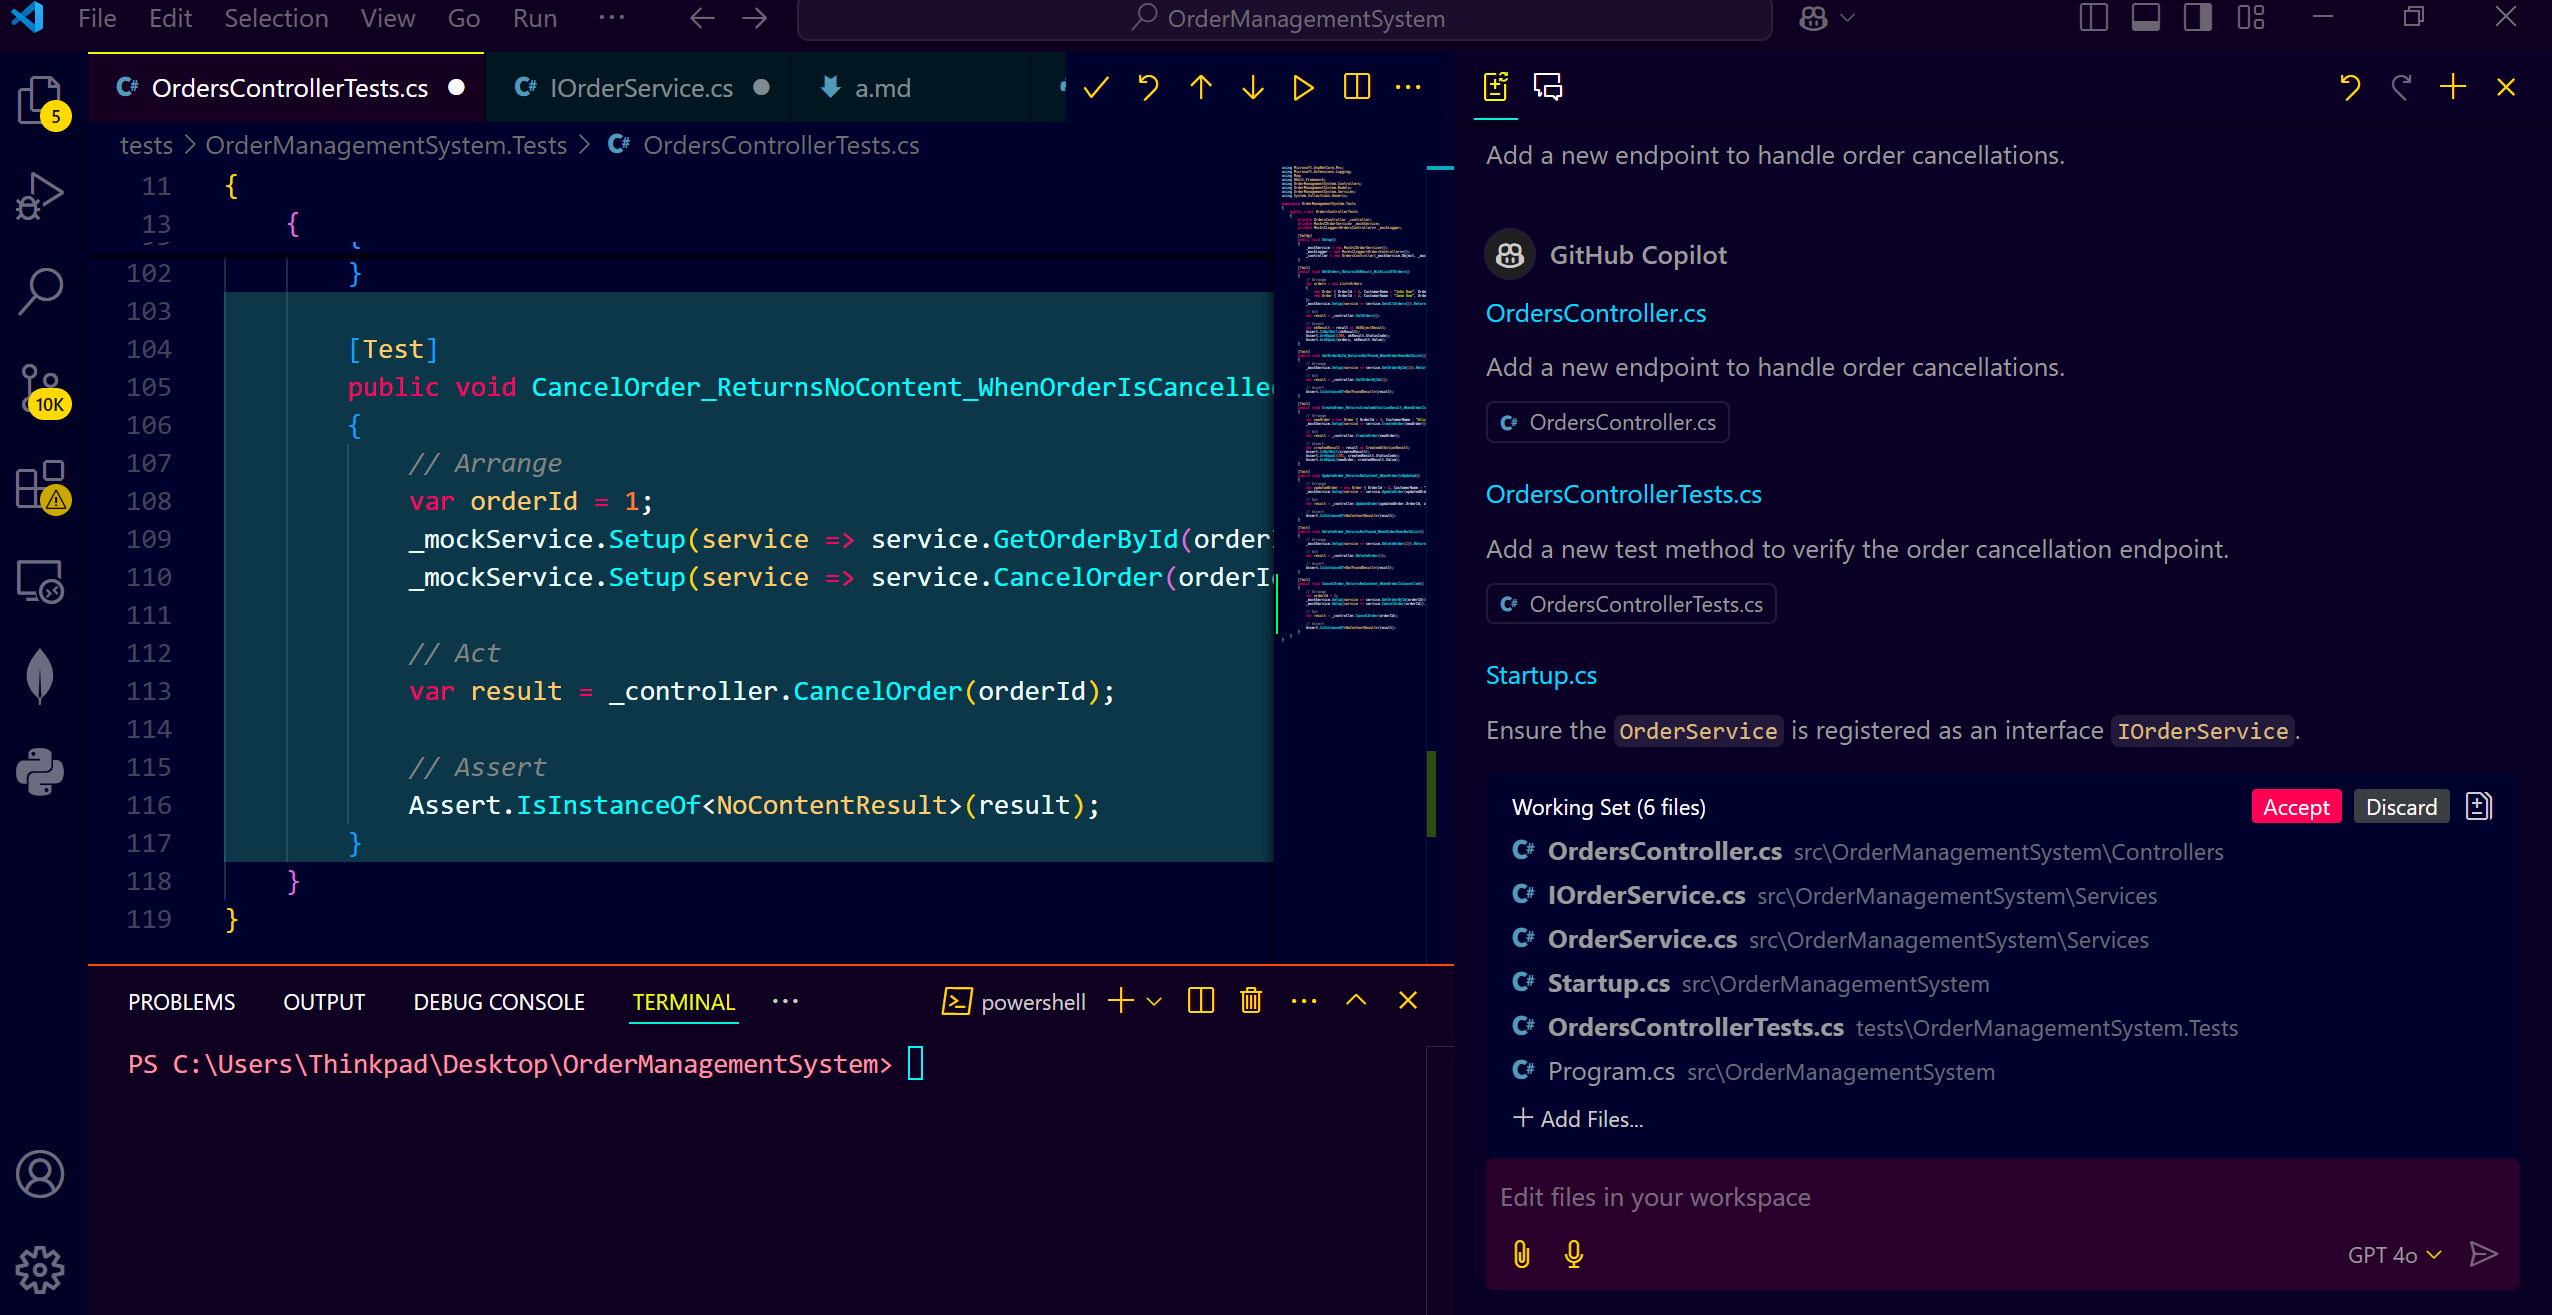 File Edit Selection View Go Run ···
OrderManagementSystem
OrdersControllerTests.cs
IOrderService.cs
a.md
tests > OrderManagementSystem.Tests > OrdersControllerTests.cs
5
10K
11 {
13 {
102 }
103
104 [Test]
105 public void CancelOrder_ReturnsNoContent_WhenOrderIsCancelled
106 {
107 // Arrange
108 var orderId = 1;
109 _mockService.Setup(service => service.GetOrderById(orderI
110 _mockService.Setup(service => service.CancelOrder(orderI
111
112 // Act
113 var result = _controller.CancelOrder(orderId);
114
115 // Assert
116 Assert.IsInstanceOf<NoContentResult>(result);
117 }
118 }
119 }
PROBLEMS OUTPUT DEBUG CONSOLE TERMINAL ···
powershell
PS C:\Users\Thinkpad\Desktop\OrderManagementSystem>
Add a new endpoint to handle order cancellations.
GitHub Copilot
OrdersController.cs
Add a new endpoint to handle order cancellations.
C# OrdersController.cs
OrdersControllerTests.cs
Add a new test method to verify the order cancellation endpoint.
C# OrdersControllerTests.cs
Startup.cs
Ensure the OrderService is registered as an interface IOrderService.
Working Set (6 files) Accept Discard
C# OrdersController.cs src\OrderManagementSystem\Controllers
C# IOrderService.cs src\OrderManagementSystem\Services
C# OrderService.cs src\OrderManagementSystem\Services
C# Startup.cs src\OrderManagementSystem
C# OrdersControllerTests.cs tests\OrderManagementSystem.Tests
C# Program.cs src\OrderManagementSystem
+ Add Files...
Edit files in your workspace
GPT 4o